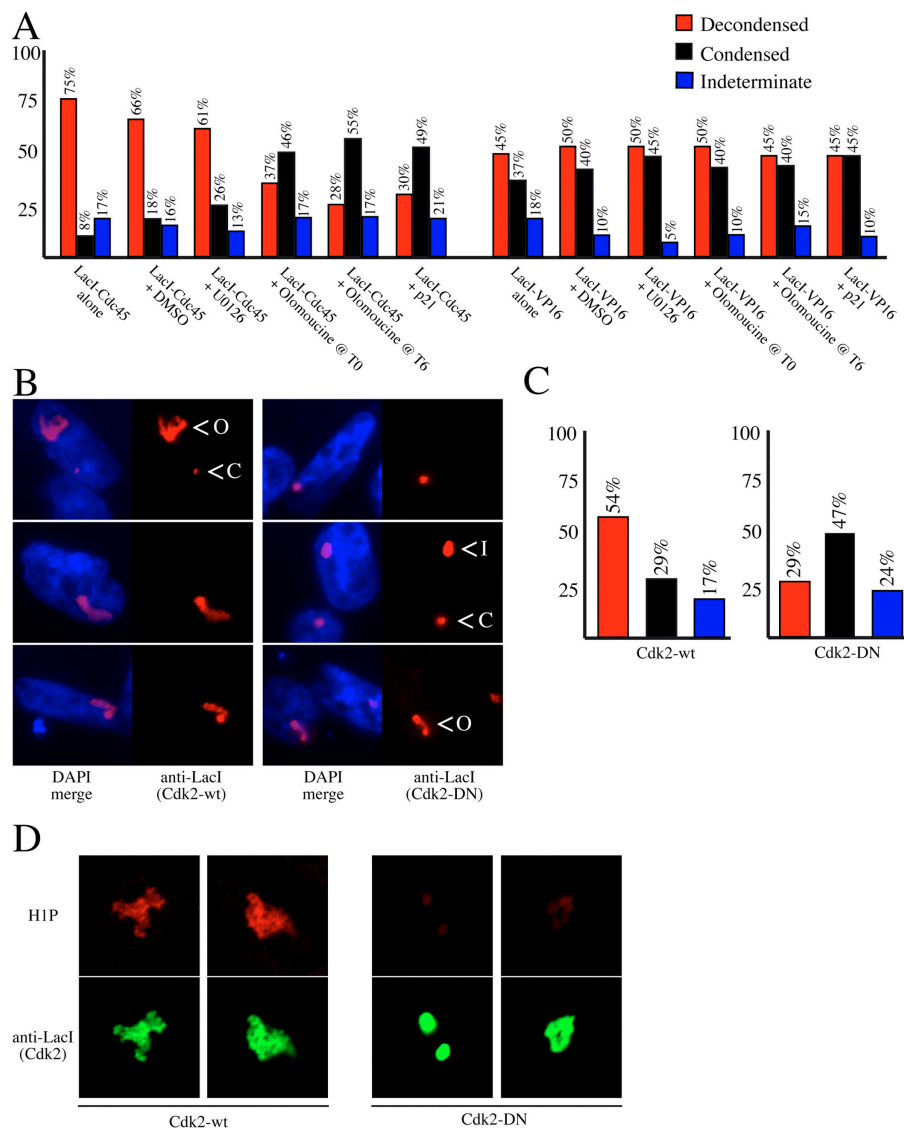 A
Decondensed
Condensed
Indeterminate
100
75
50
25
75%
8%
17%
66%
18%
16%
61%
26%
13%
37%
46%
17%
28%
55%
17%
30%
49%
21%
45%
37%
18%
50%
40%
10%
50%
45%
5%
50%
40%
10%
45%
40%
15%
45%
45%
10%
LacI-Cdc45
alone
LacI-Cdc45
+ DMSO
LacI-Cdc45
+ U0126
LacI-Cdc45
+ Olomoucine @ T0
LacI-Cdc45
+ Olomoucine @ T6
LacI-Cdc45
+ p21
LacI-VP16
alone
LacI-VP16
+ DMSO
LacI-VP16
+ U0126
LacI-VP16
+ Olomoucine @ T0
LacI-VP16
+ Olomoucine @ T6
LacI-VP16
+ p21
B
<O
<C
<I
<C
<O
DAPI
merge
anti-LacI
(Cdk2-wt)
DAPI
merge
anti-LacI
(Cdk2-DN)
C
100
75
50
25
54%
29%
17%
Cdk2-wt
100
75
50
25
29%
47%
24%
Cdk2-DN
D
H1P
anti-LacI
(Cdk2)
Cdk2-wt
Cdk2-DN